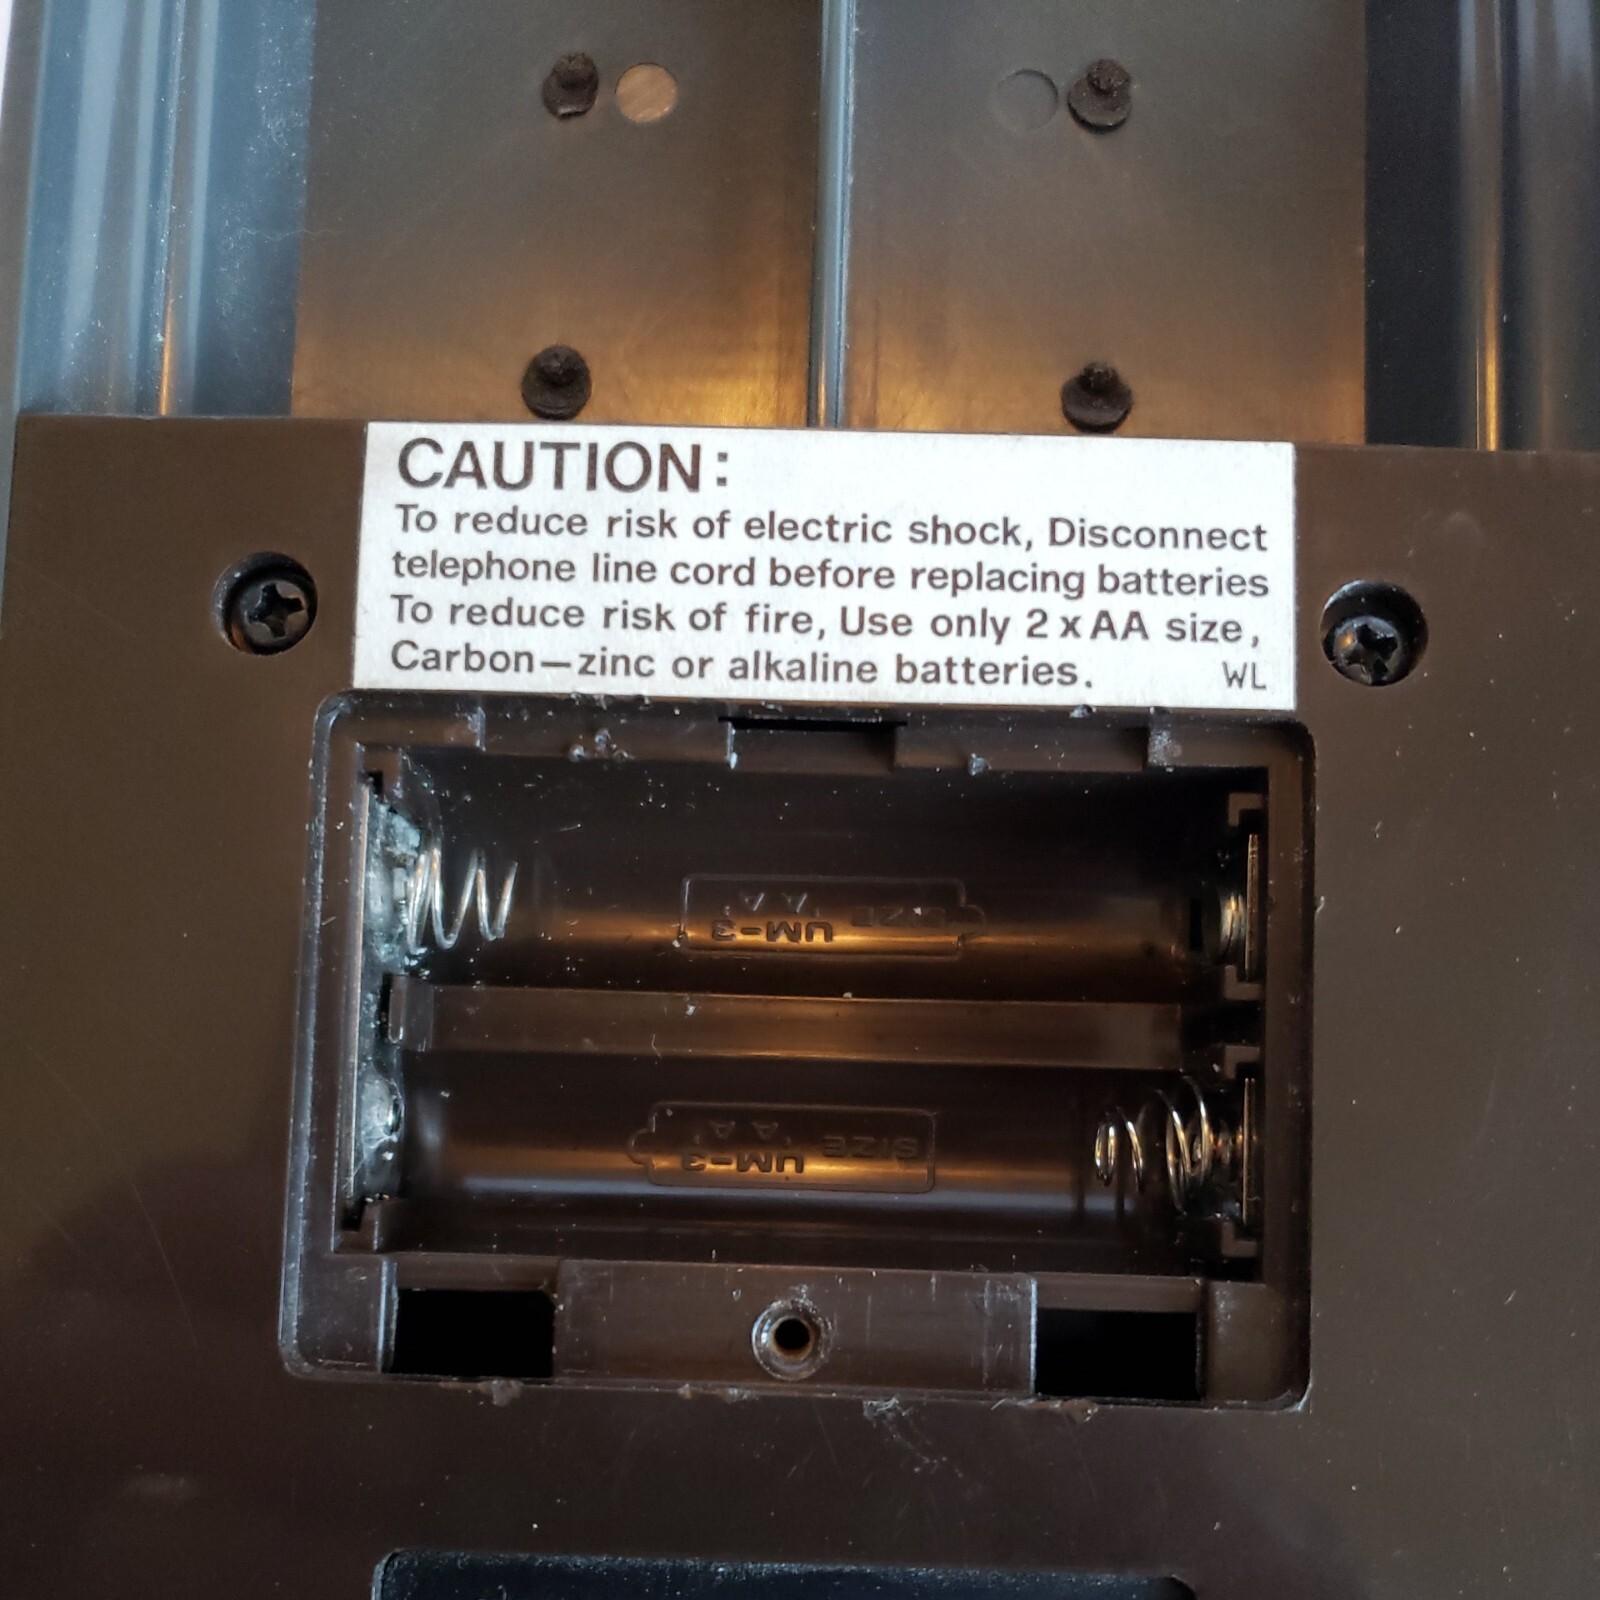 CAUTION:
To reduce risk of electric shock, Disconnect
telephone line cord before replacing batteries
To reduce risk of fire, Use only 2 x AA size,
Carbon—zinc or alkaline batteries. WL
SIZE 'AA'
UM-3
SIZE 'AA'
UM-3